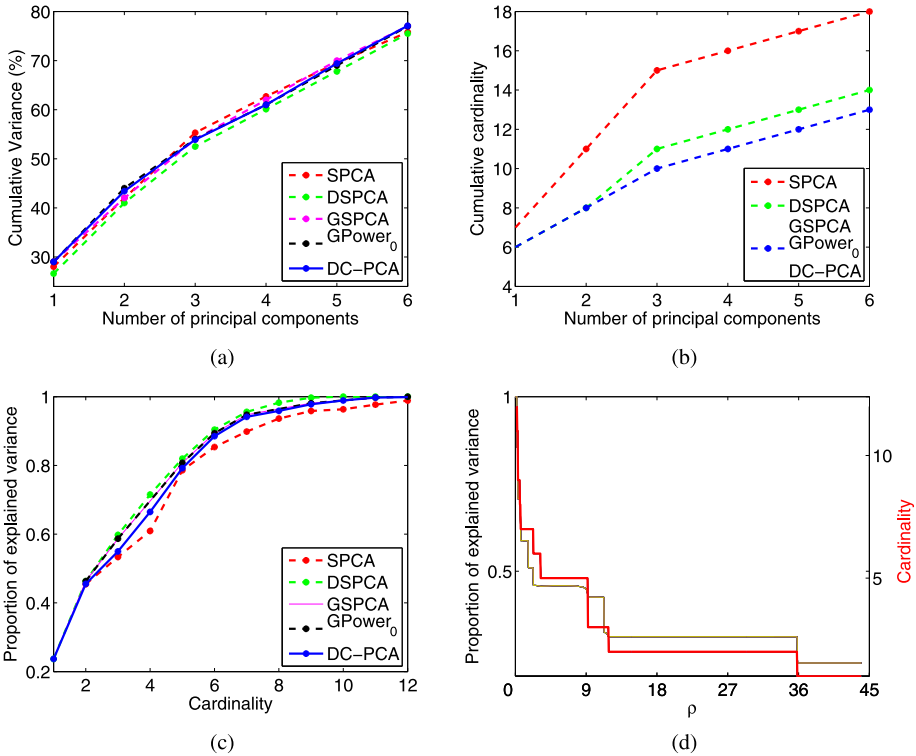 80
70
60
50
40
30
Cumulative Variance (%)
SPCA
DSPCA
GSPCA
GPower0
DC−PCA
1 2 3 4 5 6
Number of principal components
(a)
18
16
14
12
10
8
6
4
Cumulative cardinality
SPCA
DSPCA
GSPCA
GPower0
DC−PCA
1 2 3 4 5 6
Number of principal components
(b)
1
0.8
0.6
0.4
0.2
Proportion of explained variance
SPCA
DSPCA
GSPCA
GPower0
DC−PCA
2 4 6 8 10 12
Cardinality
(c)
1
0.5
Proportion of explained variance
10
5
Cardinality
0 9 18 27 36 45
ρ
(d)